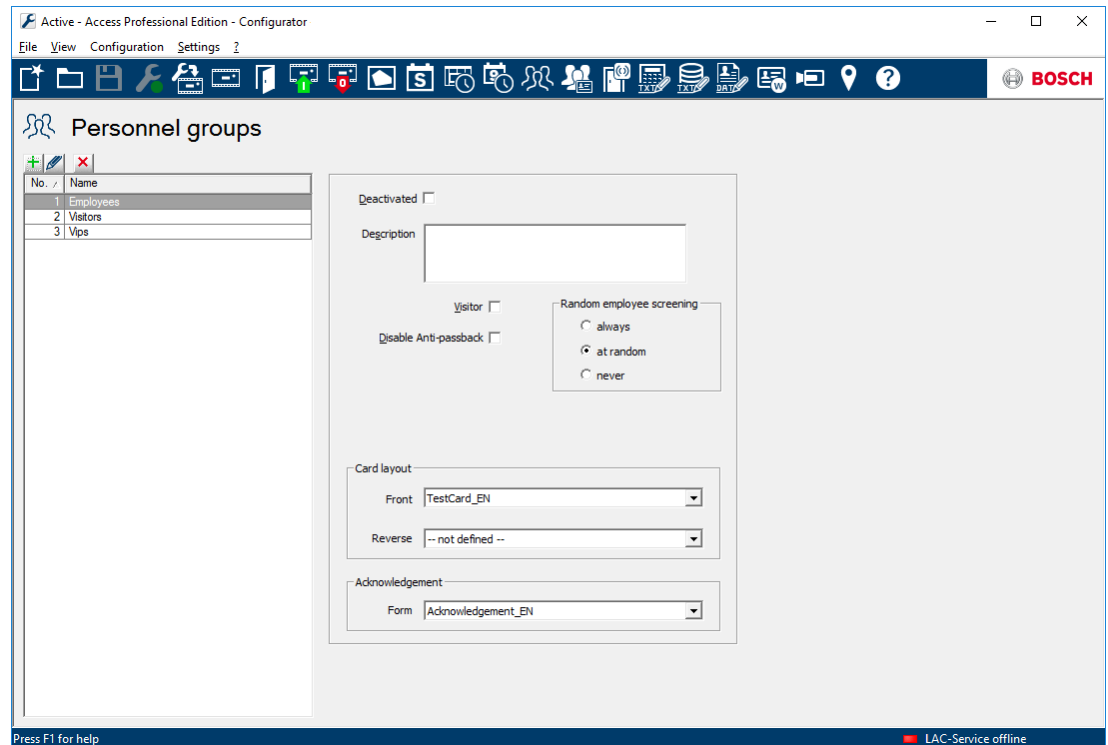 Active - Access Professional Edition - Configurator
File View Configuration Settings ?
BOSCH
Personnel groups
No. / Name
1 Employees
2 Visitors
3 Vips
Deactivated
Description
Visitor
Disable Anti-passback
Random employee screening
always
at random
never
Card layout
Front TestCard_EN
Reverse -- not defined --
Acknowledgement
Form Acknowledgement_EN
Press F1 for help
LAC-Service offline